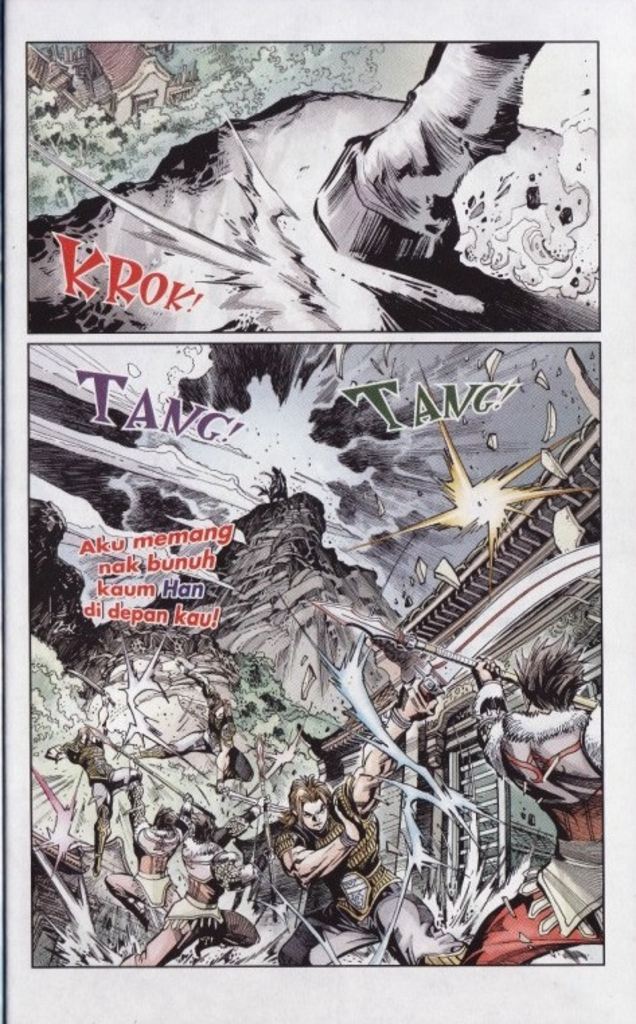 KROK!
TANG!
TANG!
Aku memang
nak bunuh
kaum Han
di depan kau!